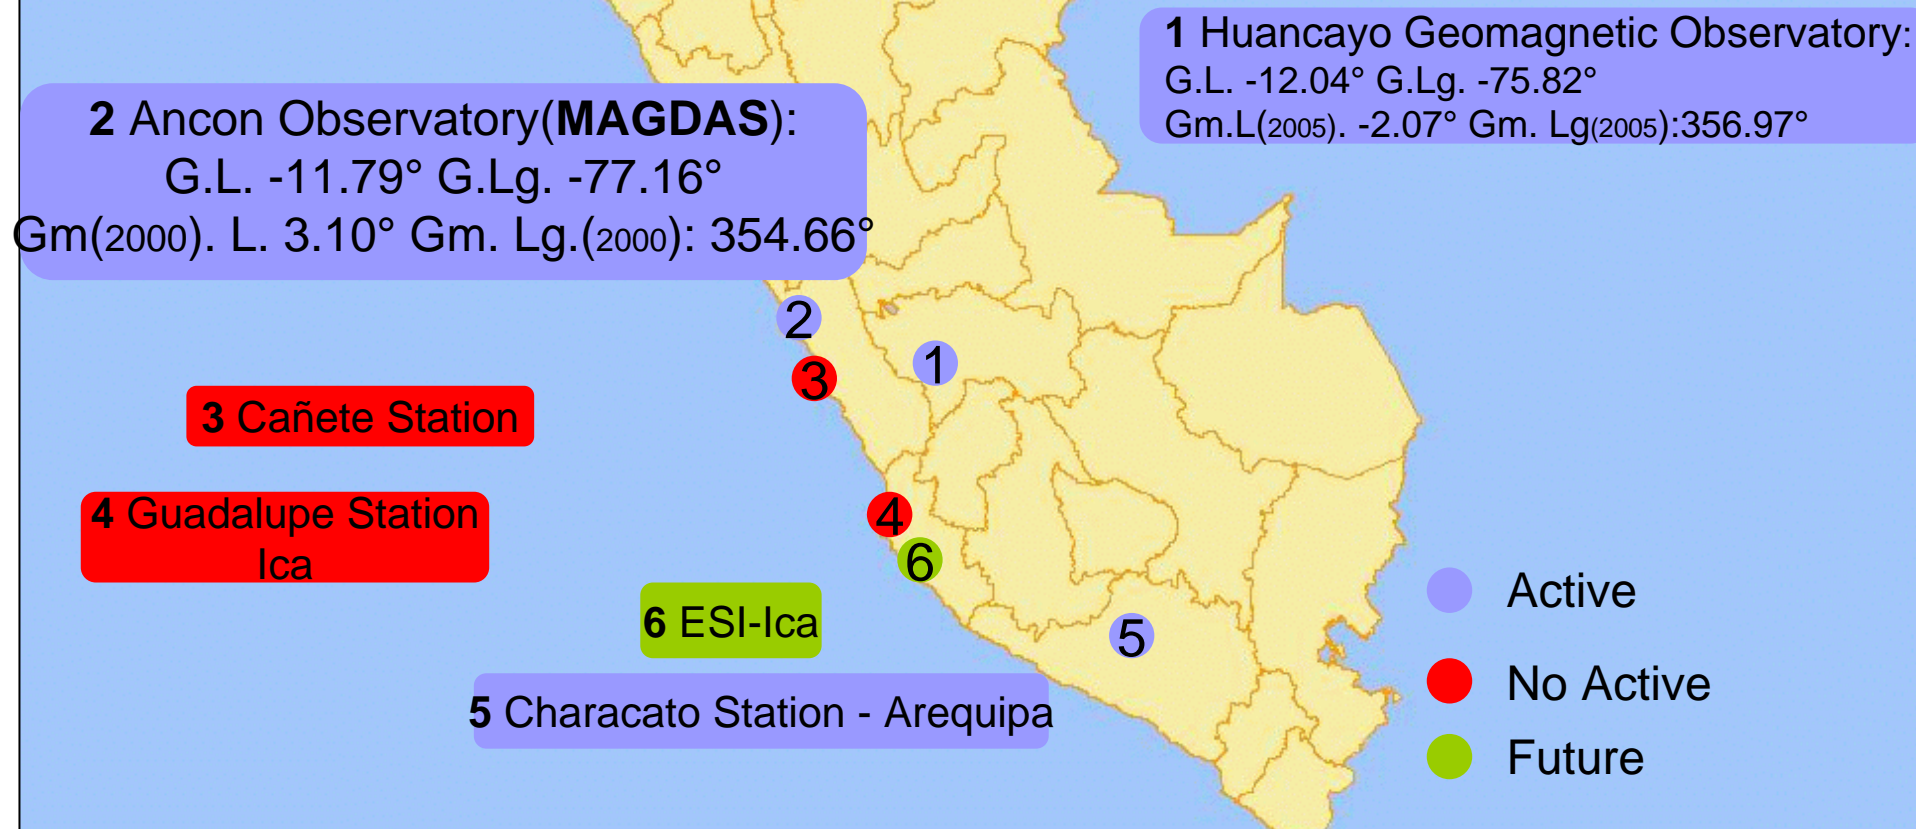 1 Huancayo Geomagnetic Observatory:
G.L. -12.04° G.Lg. -75.82°
Gm.L(2005). -2.07° Gm. Lg(2005):356.97°
2 Ancon Observatory(MAGDAS):
G.L. -11.79° G.Lg. -77.16°
Gm(2000). L. 3.10° Gm. Lg.(2000): 354.66°
2
1
3
3 Cañete Station
4 Guadalupe Station
Ica
4
6
6 ESI-Ica
5
5 Characato Station - Arequipa
Active
No Active
Future